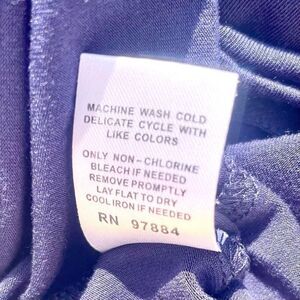 MACHINE WASH COLD
DELICATE CYCLE WITH
LIKE COLORS
ONLY NON-CHLORINE
BLEACH IF NEEDED
REMOVE PROMPTLY
LAY FLAT TO DRY
COOL IRON IF NEEDED
RN 97884